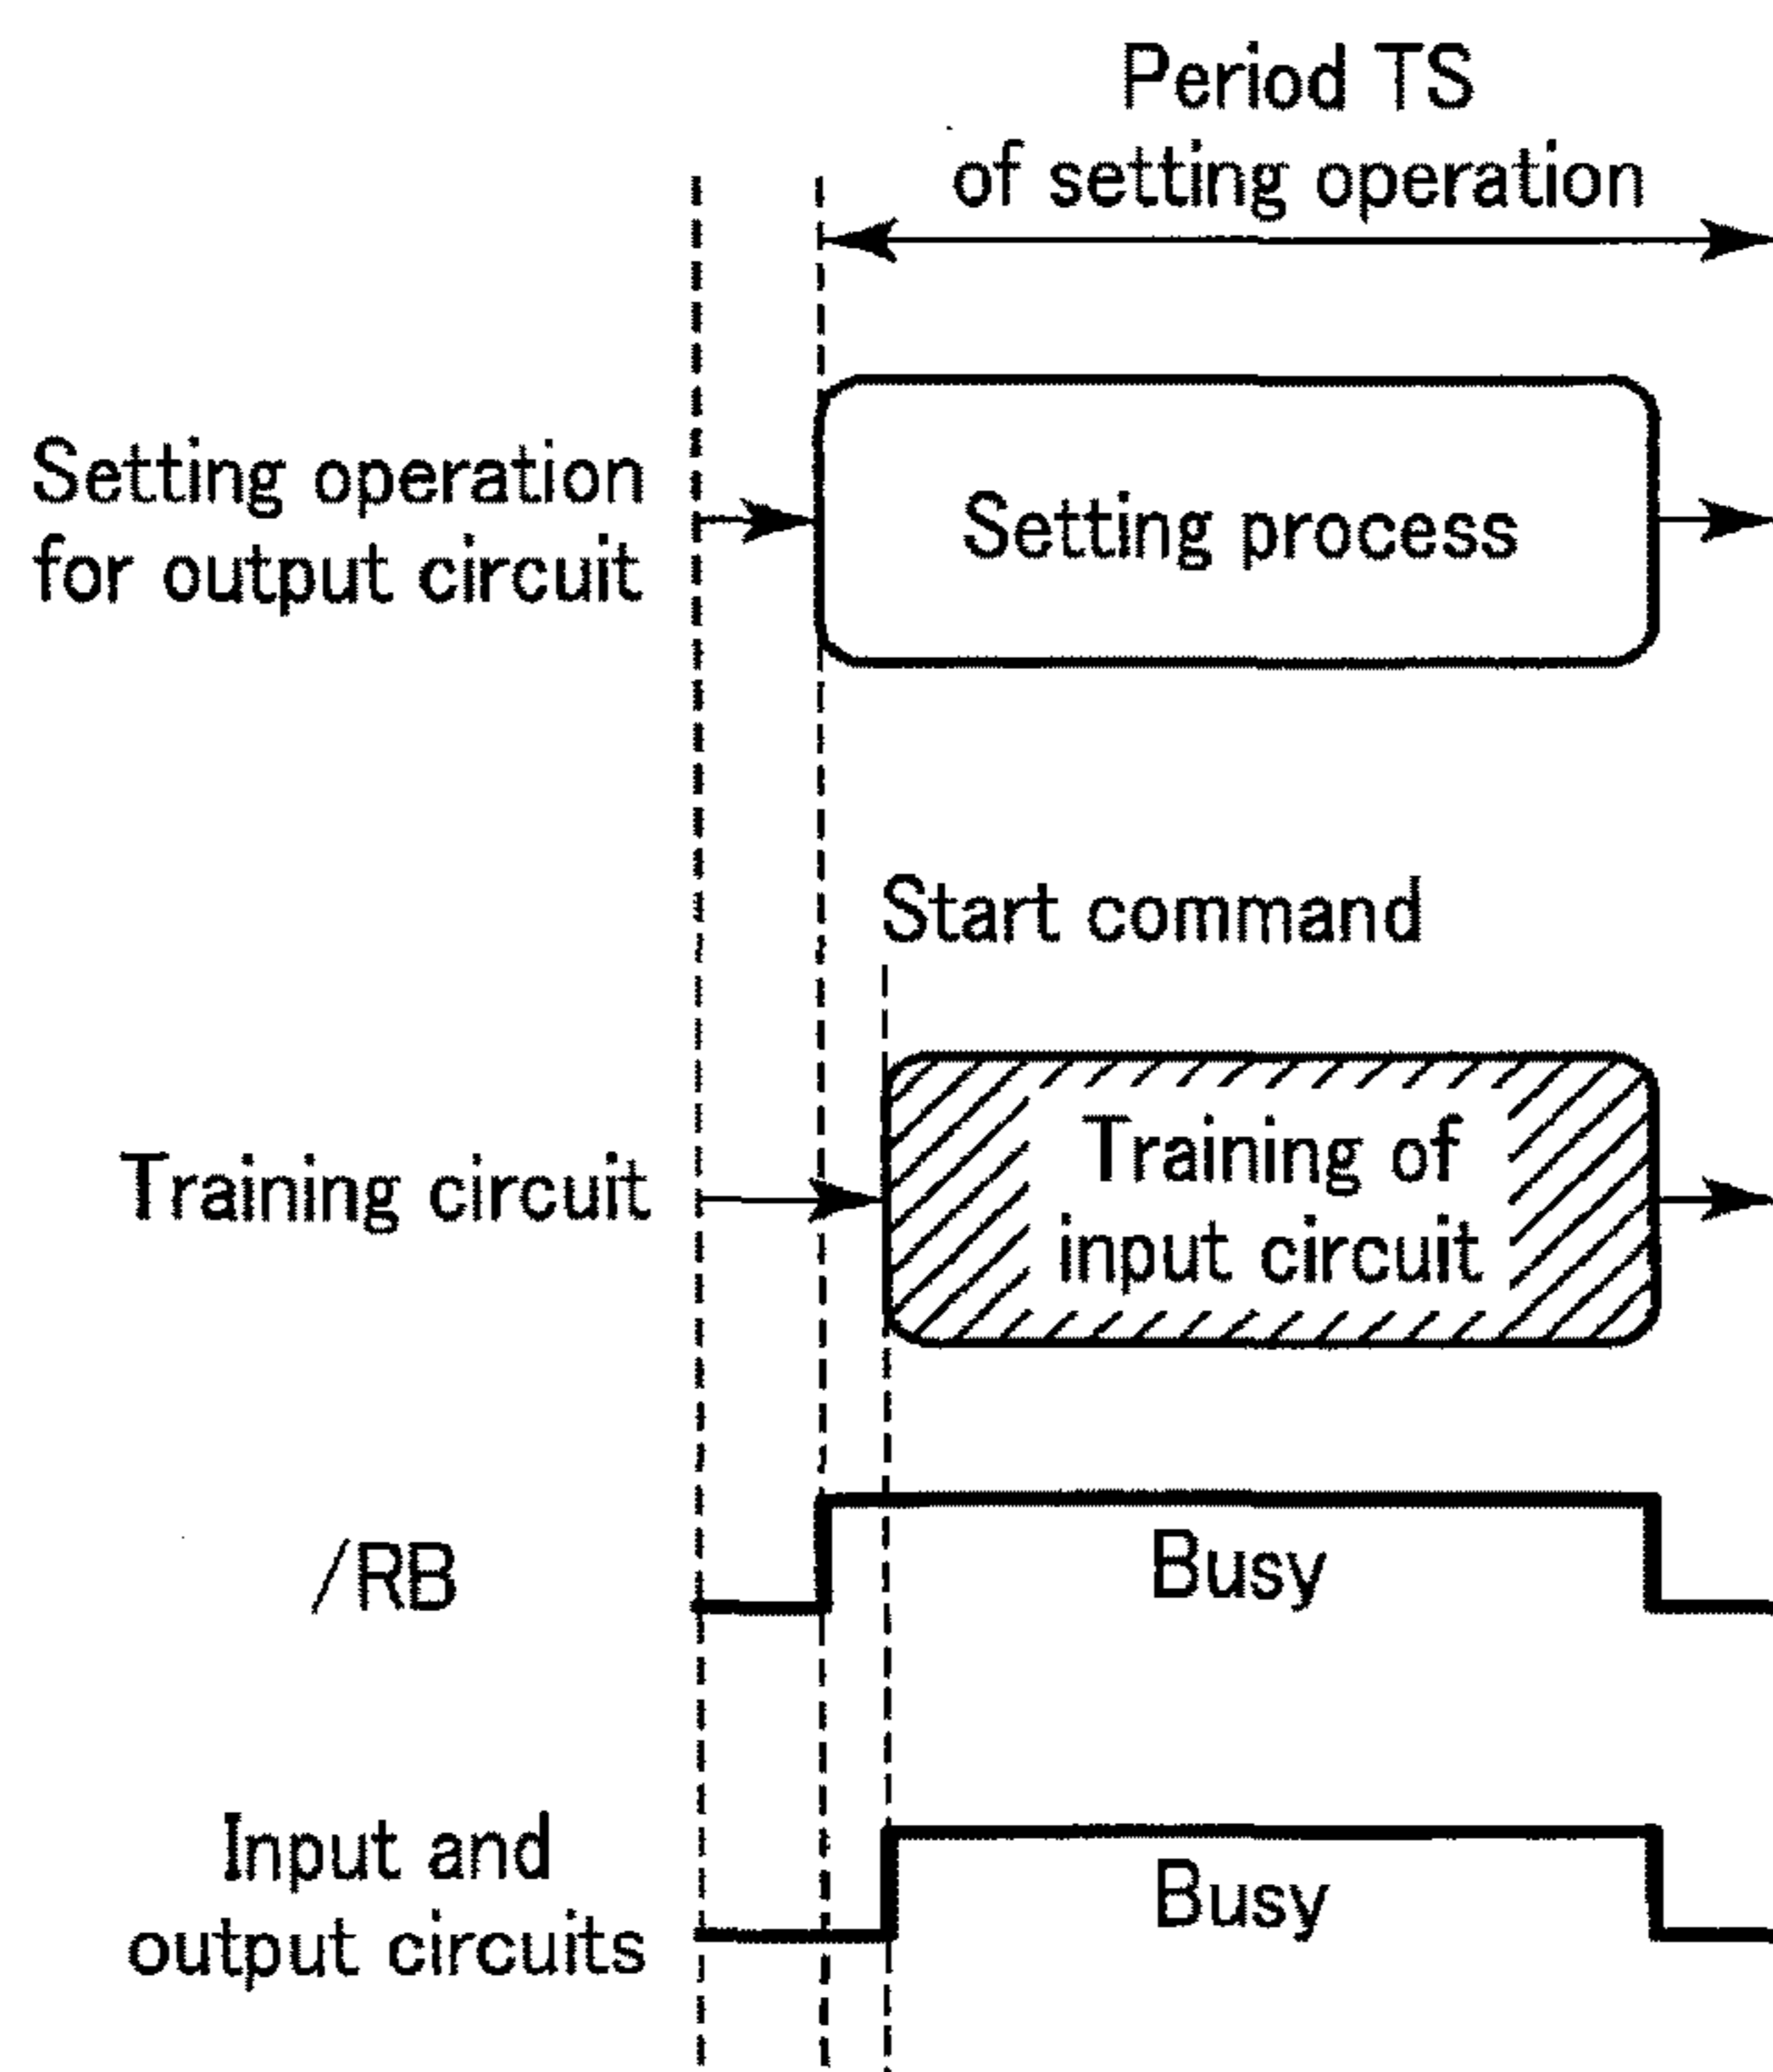 Period TS
of setting operation
Setting operation
for output circuit
Setting process
Start command
Training circuit
Training of
input circuit
/RB
Busy
Input and
output circuits
Busy